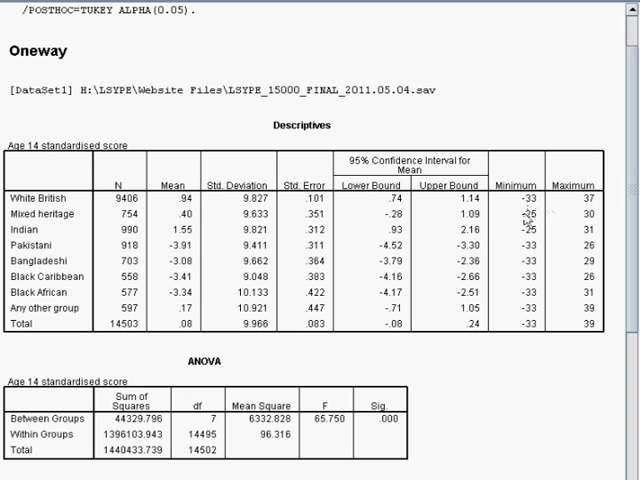 /POSTHOC=TUKEY ALPHA(0.05).
Oneway
[DataSet1] H:\LSYPE\Website Files\LSYPE_15000_FINAL_2011.05.04.sav
Descriptives
Age 14 standardised score
95% Confidence Interval for Mean
N Mean Std. Deviation Std. Error Lower Bound Upper Bound Minimum Maximum
White British 9406 .94 9.827 .101 .74 1.14 -33 37
Mixed heritage 754 .40 9.633 .351 -.28 1.09 -25 30
Indian 990 1.55 9.821 .312 .93 2.16 -25 31
Pakistani 918 -3.91 9.411 .311 -4.52 -3.30 -33 26
Bangladeshi 703 -3.08 9.662 .364 -3.79 -2.36 -33 29
Black Caribbean 558 -3.41 9.048 .383 -4.16 -2.66 -33 26
Black African 577 -3.34 10.133 .422 -4.17 -2.51 -33 31
Any other group 597 .17 10.921 .447 -.71 1.05 -33 39
Total 14503 .08 9.966 .083 -.08 .24 -33 39
ANOVA
Age 14 standardised score
Sum of Squares df Mean Square F Sig.
Between Groups 44329.796 7 6332.828 65.750 .000
Within Groups 1396103.943 14495 96.316
Total 1440433.739 14502